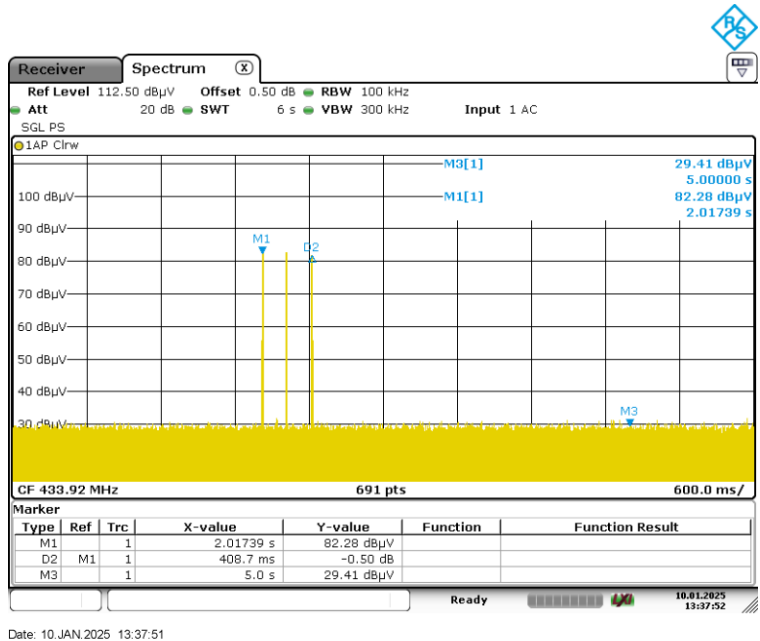 R&S
Receiver Spectrum X
Ref Level 112.50 dBµV Offset 0.50 dB RBW 100 kHz
Att 20 dB SWT 6 s VBW 300 kHz Input 1 AC
SGL PS
1AP Clrw
M3[1] 29.41 dBµV
5.00000 s
100 dBµV M1[1] 82.28 dBµV
2.01739 s
90 dBµV
M1
D2
80 dBµV
70 dBµV
60 dBµV
50 dBµV
40 dBµV
M3
30 dBµV
CF 433.92 MHz 691 pts 600.0 ms/
Marker
Type Ref Trc X-value Y-value Function Function Result
M1 1 2.01739 s 82.28 dBµV
D2 M1 1 408.7 ms -0.50 dB
M3 1 5.0 s 29.41 dBµV
Ready LXI 10.01.2025
13:37:52
Date: 10.JAN.2025 13:37:51